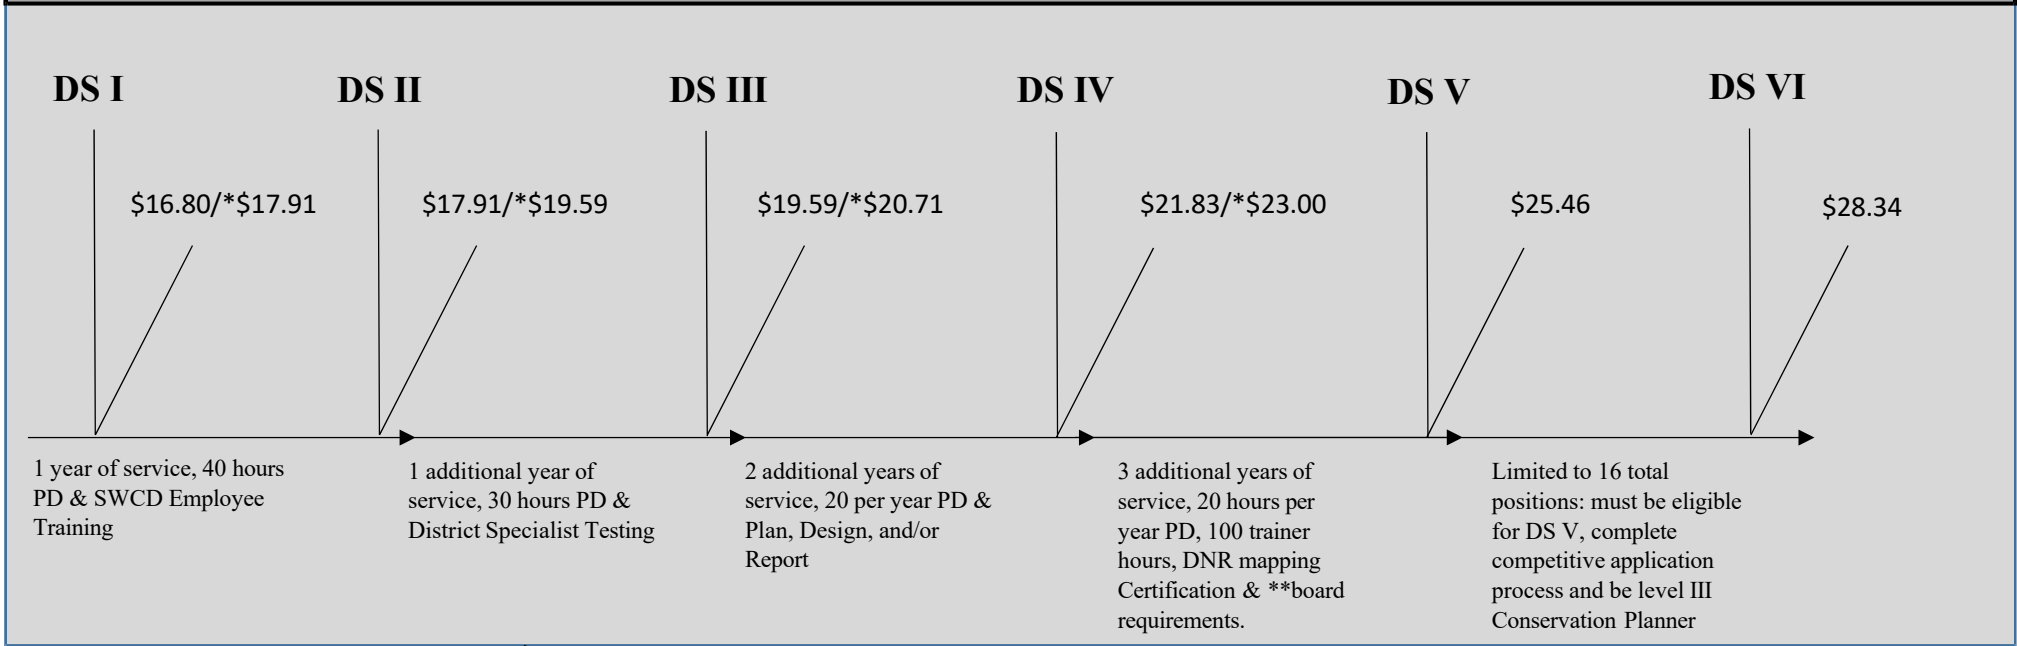 DS I
DS II
DS III
DS IV
DS V
DS VI
$16.80/*$17.91
$17.91/*$19.59
$19.59/*$20.71
$21.83/*$23.00
$25.46
$28.34
1 year of service, 40 hours
PD & SWCD Employee
Training
1 additional year of
service, 30 hours PD &
District Specialist Testing
2 additional years of
service, 20 per year PD &
Plan, Design, and/or
Report
3 additional years of
service, 20 hours per
year PD, 100 trainer
hours, DNR mapping
Certification & **board
requirements.
Limited to 16 total
positions: must be eligible
for DS V, complete
competitive application
process and be level III
Conservation Planner